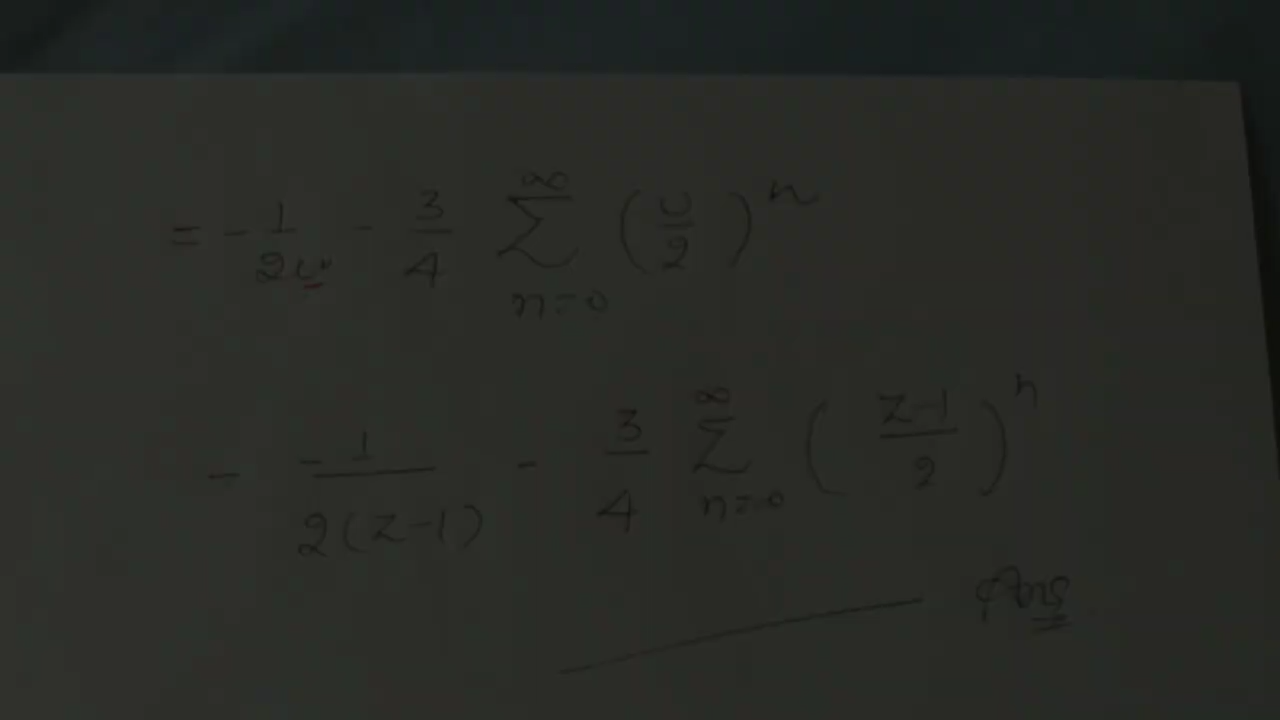 = - 1/2u - 3/4 ∑_{n=0}^{∞} (u/2)^n
- -1/2(z-1) - 3/4 ∑_{n=0}^{∞} (z-1/2)^n
Ans